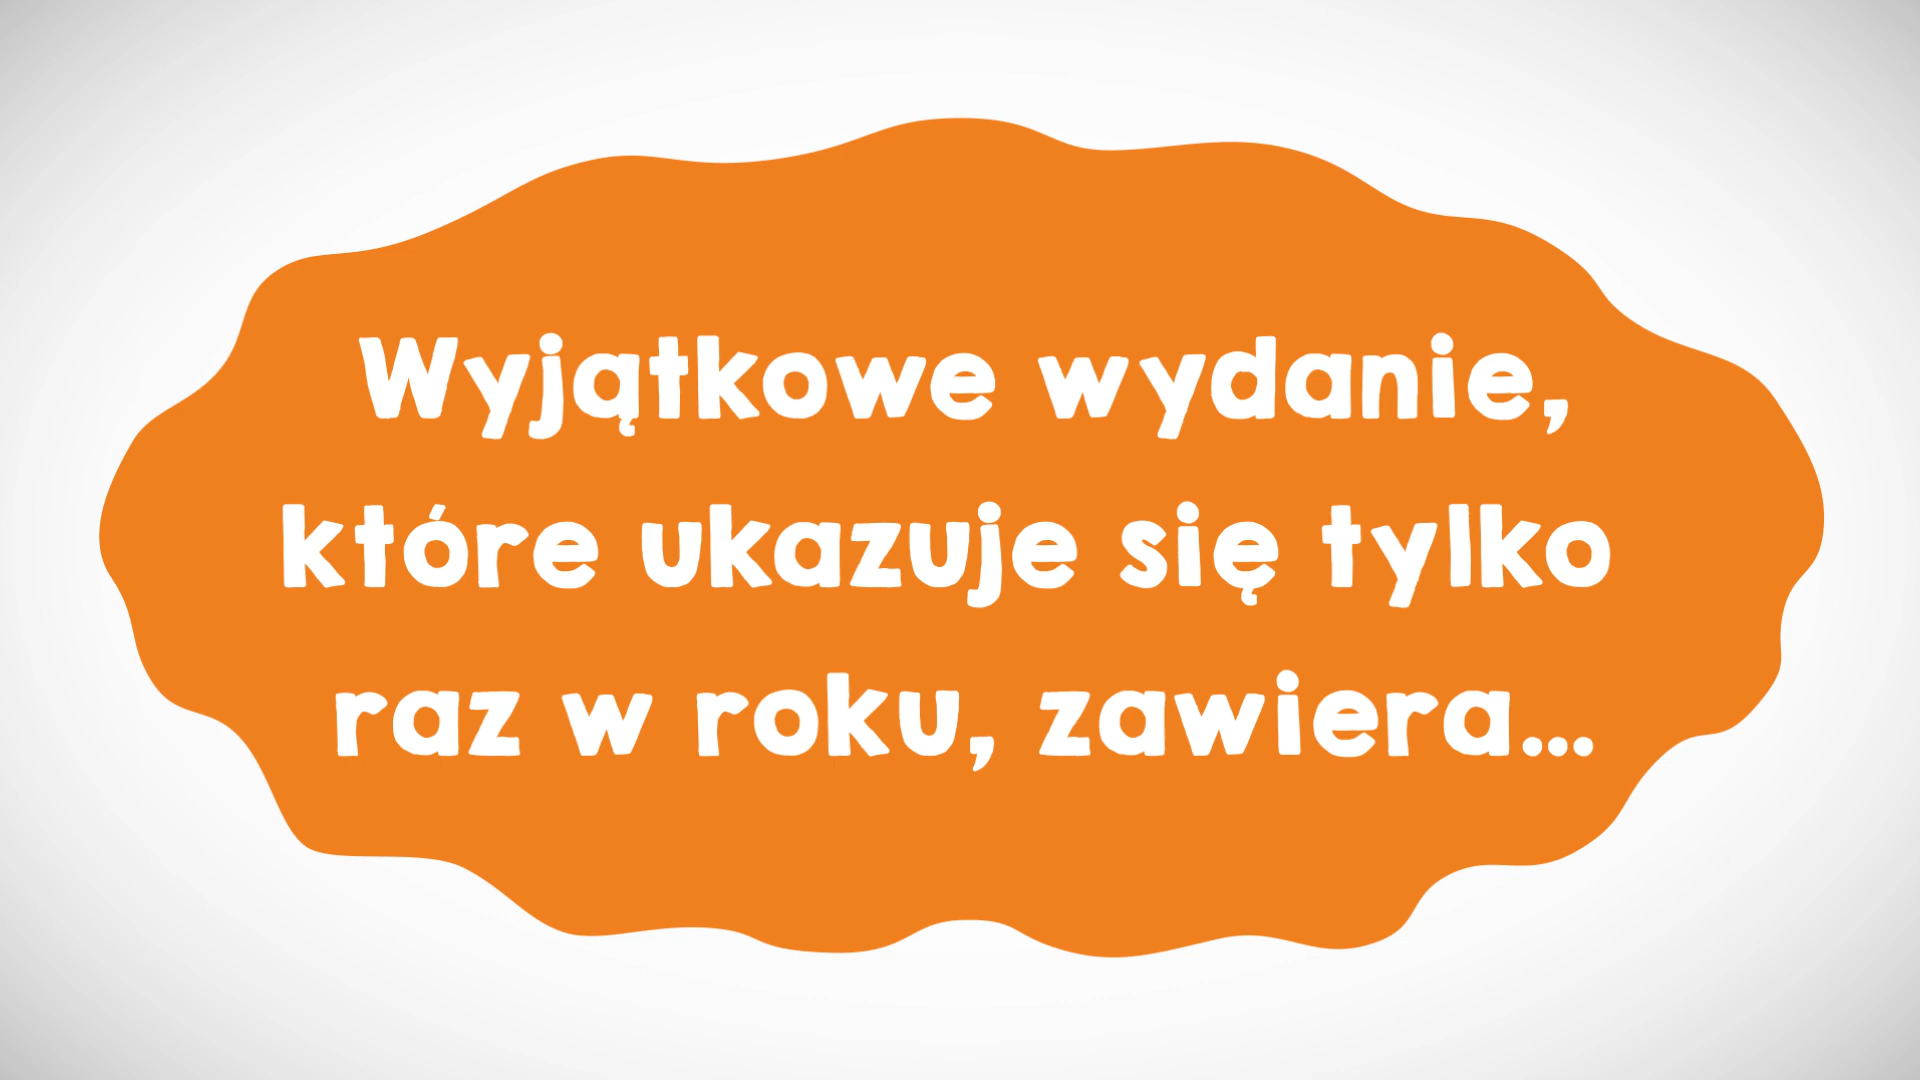 Wyjątkowe wydanie,
które ukazuje się tylko
raz w roku, zawiera...